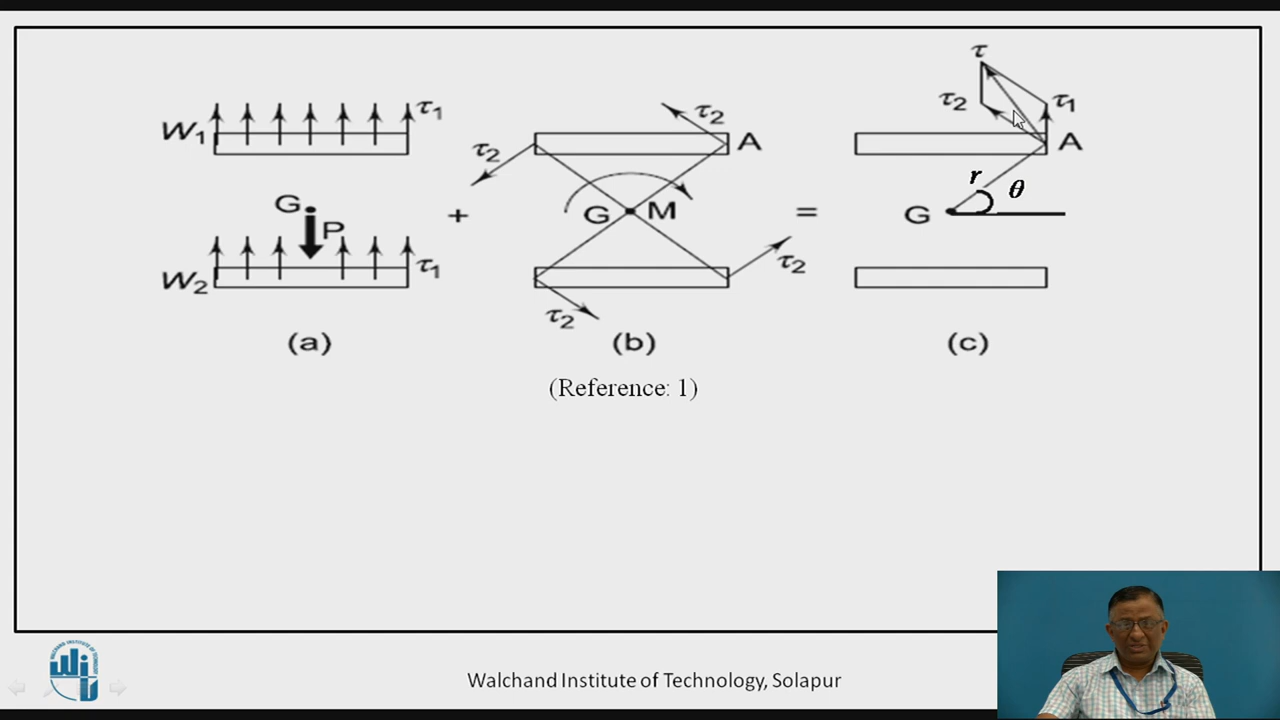 W1 τ1
G P
W2 τ1
(a)
+
τ2 τ2 A
G M
τ2 τ2
(b)
=
τ
τ2 τ1
A
r θ
G
(c)
(Reference: 1)
Walchand Institute of Technology, Solapur